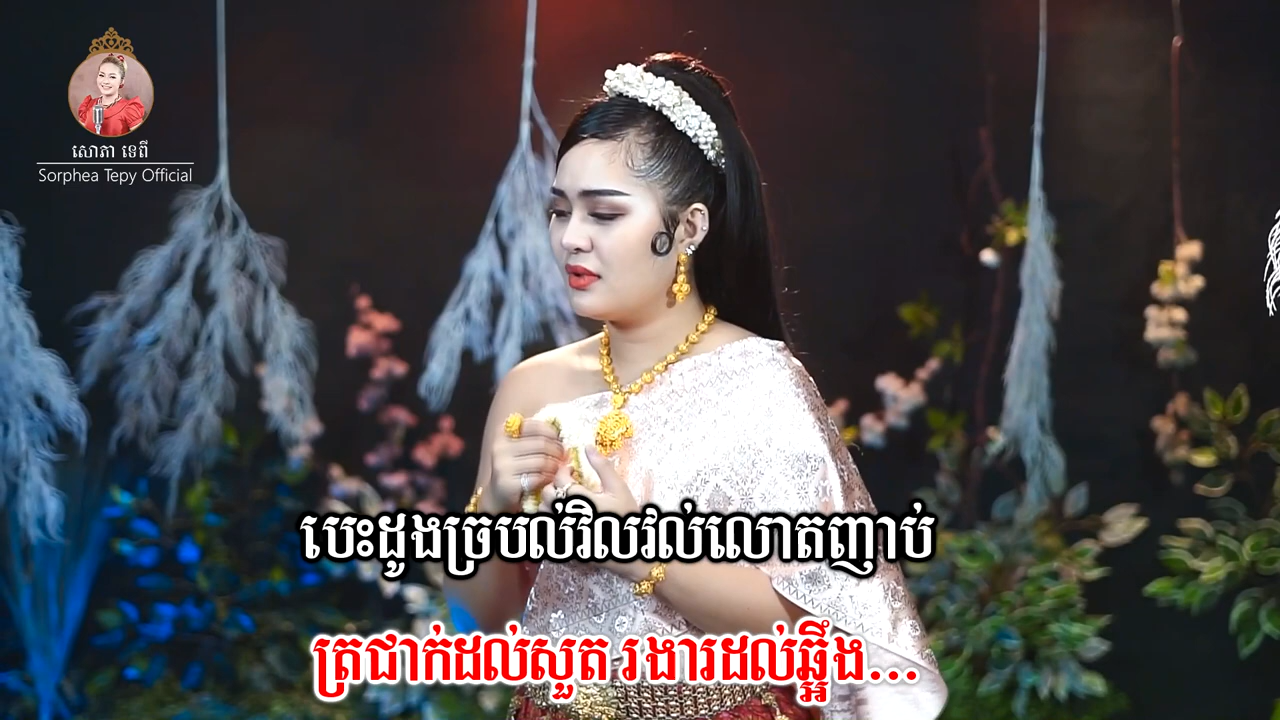 សោភា ទេពី
Sorphea Tepy Official
បេះដូងច្របល់វិលវល់លោតញាប់
ត្រជាក់ដល់សួត រងារដល់ឆ្អឹង...